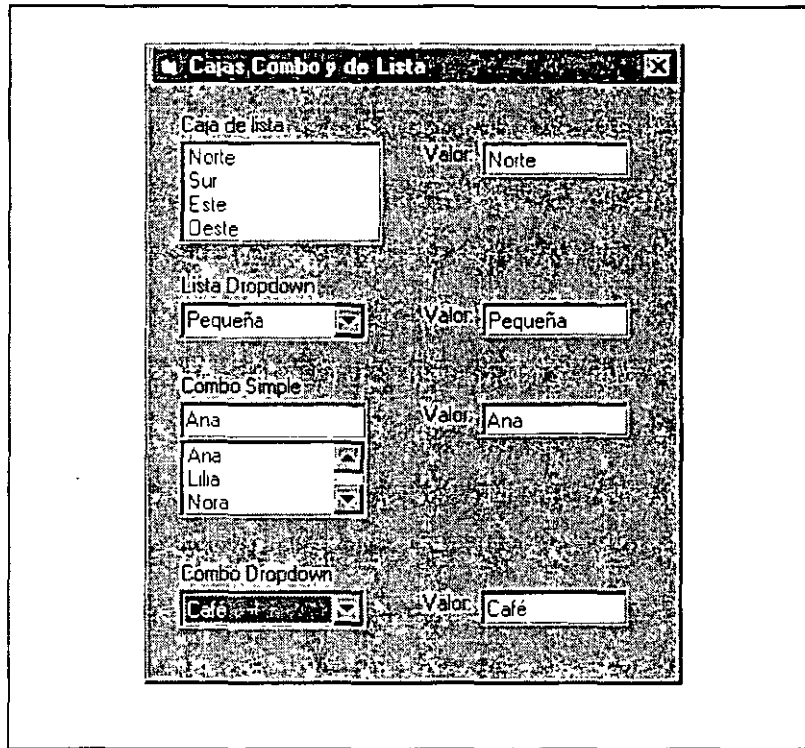 Cajas Combo y de Lista
Caja de lista
Norte
Sur
Este
Oeste
Valor: Norte
Lista Dropdown
Pequeña
Valor: Pequeña
Combo Simple
Ana
Ana
Lilia
Nora
Valor: Ana
Combo Dropdown
Café
Valor: Café